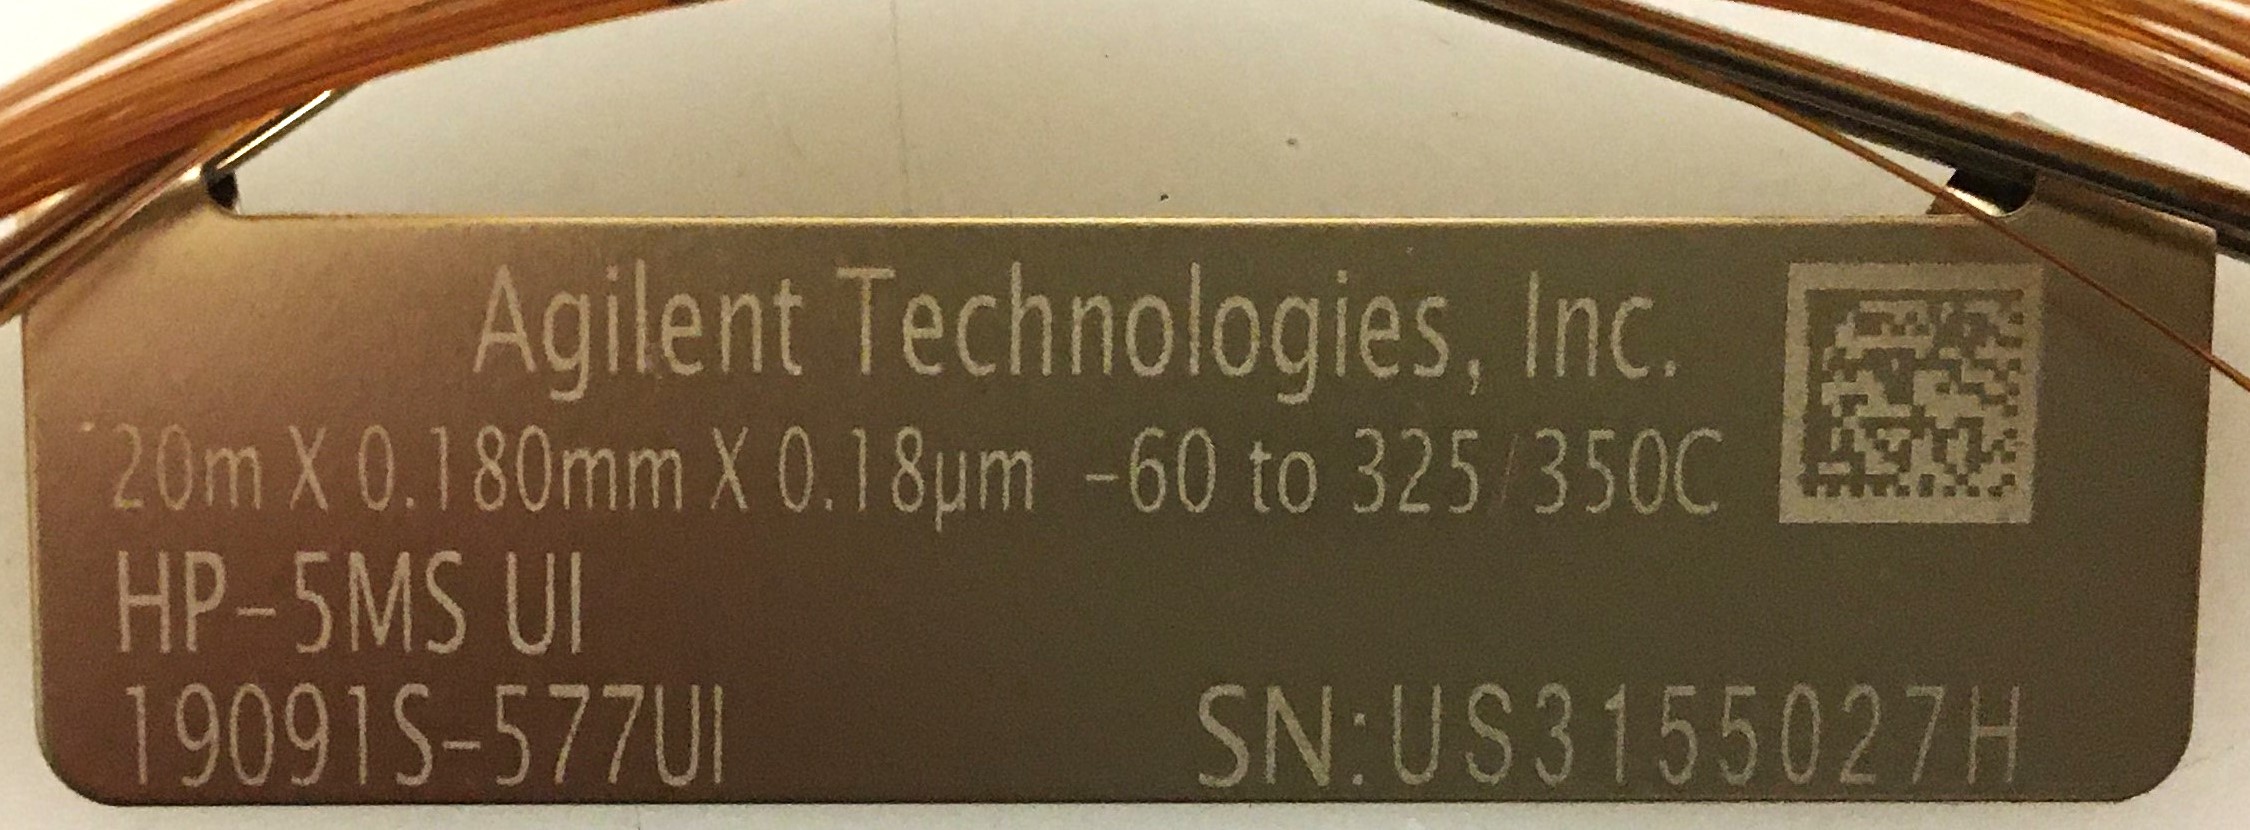 Agilent Technologies, Inc.
20m X 0.180mm X 0.18µm -60 to 325/350C
HP-5MS UI
19091S-577UI SN:US3155027H